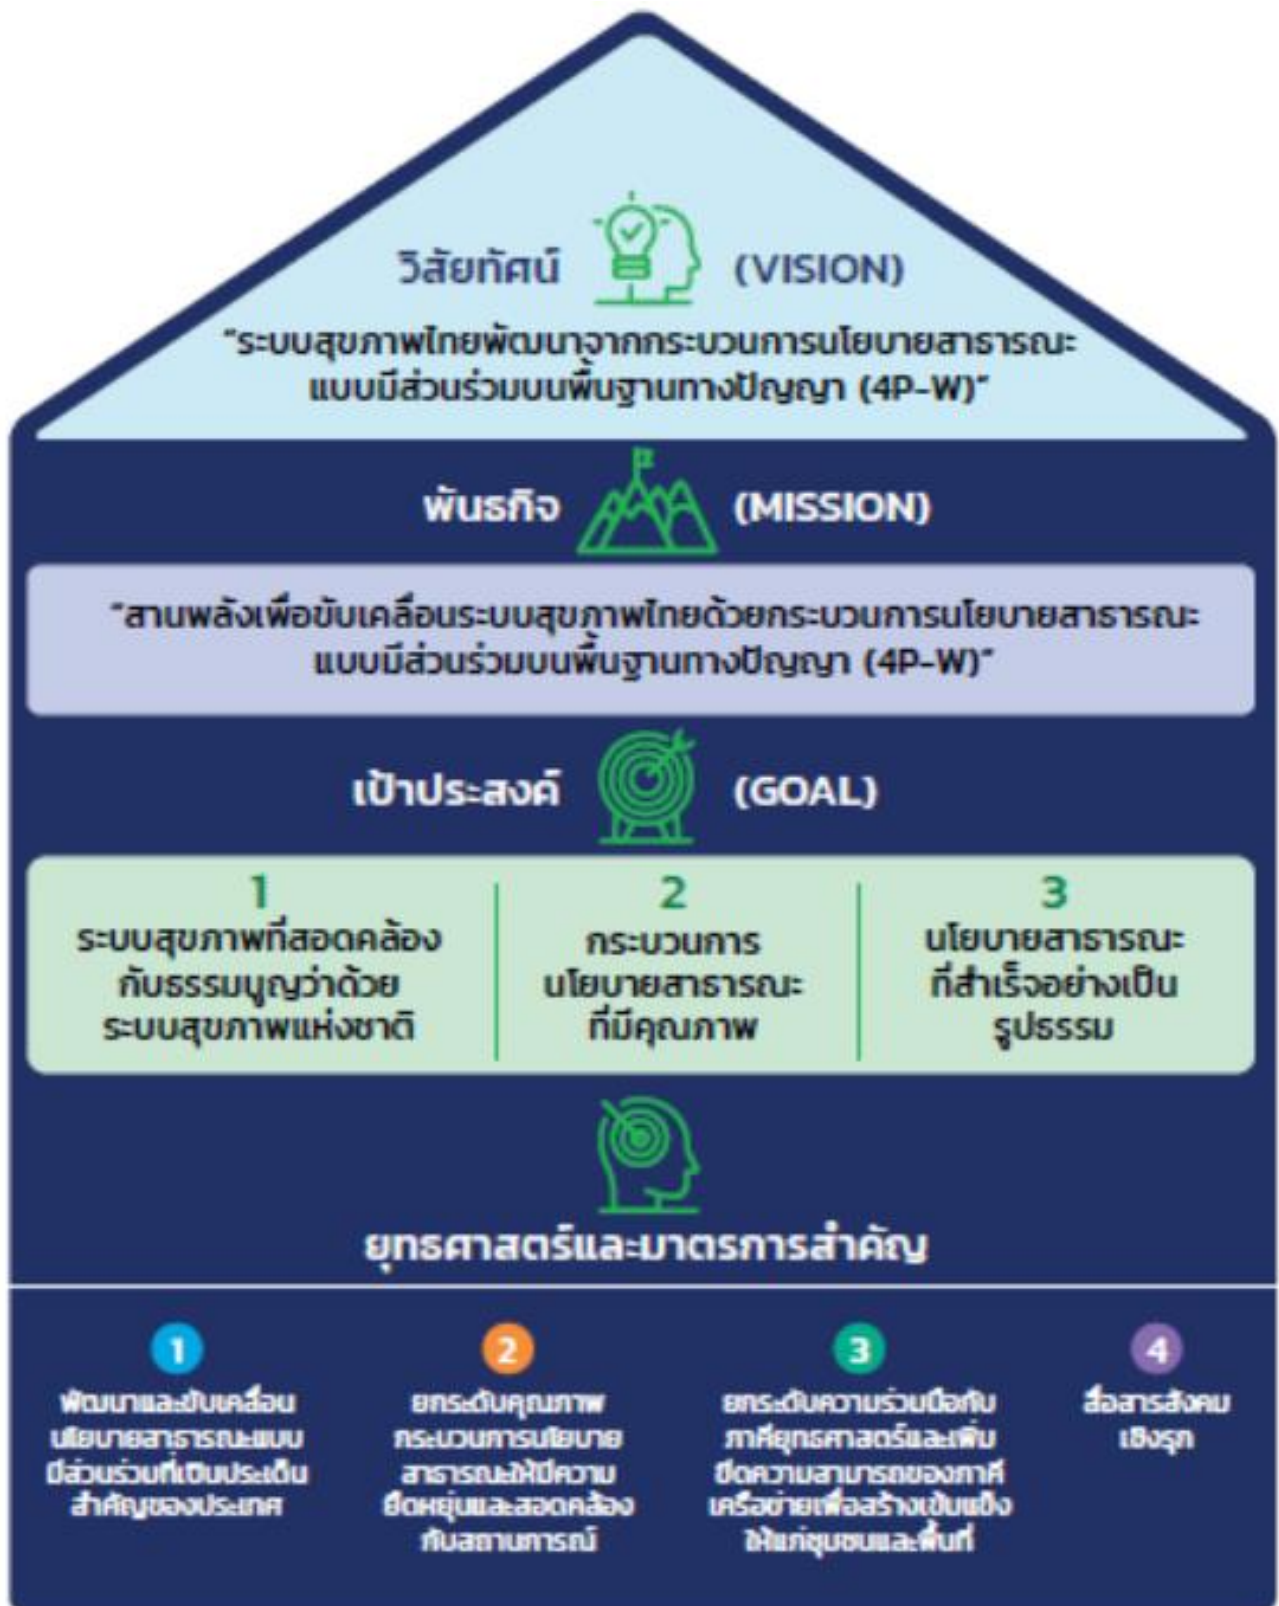 วิสัยทัศน์ (VISION)
"ระบบสุขภาพไทยพัฒนาจากกระบวนการนโยบายสาธารณะ
แบบมีส่วนร่วมบนพื้นฐานทางปัญญา (4P-W)"
พันธกิจ (MISSION)
"สานพลังเพื่อขับเคลื่อนระบบสุขภาพไทยด้วยกระบวนการนโยบายสาธารณะ
แบบมีส่วนร่วมบนพื้นฐานทางปัญญา (4P-W)"
เป้าประสงค์ (GOAL)
1
ระบบสุขภาพที่สอดคล้อง
กับธรรมนูญว่าด้วย
ระบบสุขภาพแห่งชาติ
2
กระบวนการ
นโยบายสาธารณะ
ที่มีคุณภาพ
3
นโยบายสาธารณะ
ที่สำเร็จอย่างเป็น
รูปธรรม
ยุทธศาสตร์และมาตรการสำคัญ
1
พัฒนาและขับเคลื่อน
นโยบายสาธารณะแบบ
มีส่วนร่วมที่เป็นประเด็น
สำคัญของประเทศ
2
ยกระดับคุณภาพ
กระบวนการนโยบาย
สาธารณะให้มีความ
ยืดหยุ่นและสอดคล้อง
กับสถานการณ์
3
ยกระดับความร่วมมือกับ
ภาคียุทธศาสตร์และเพิ่ม
ขีดความสามารถของภาคี
เครือข่ายเพื่อสร้างเข้มแข็ง
ให้แก่ชุมชนและพื้นที่
4
สื่อสารสังคม
เชิงรุก